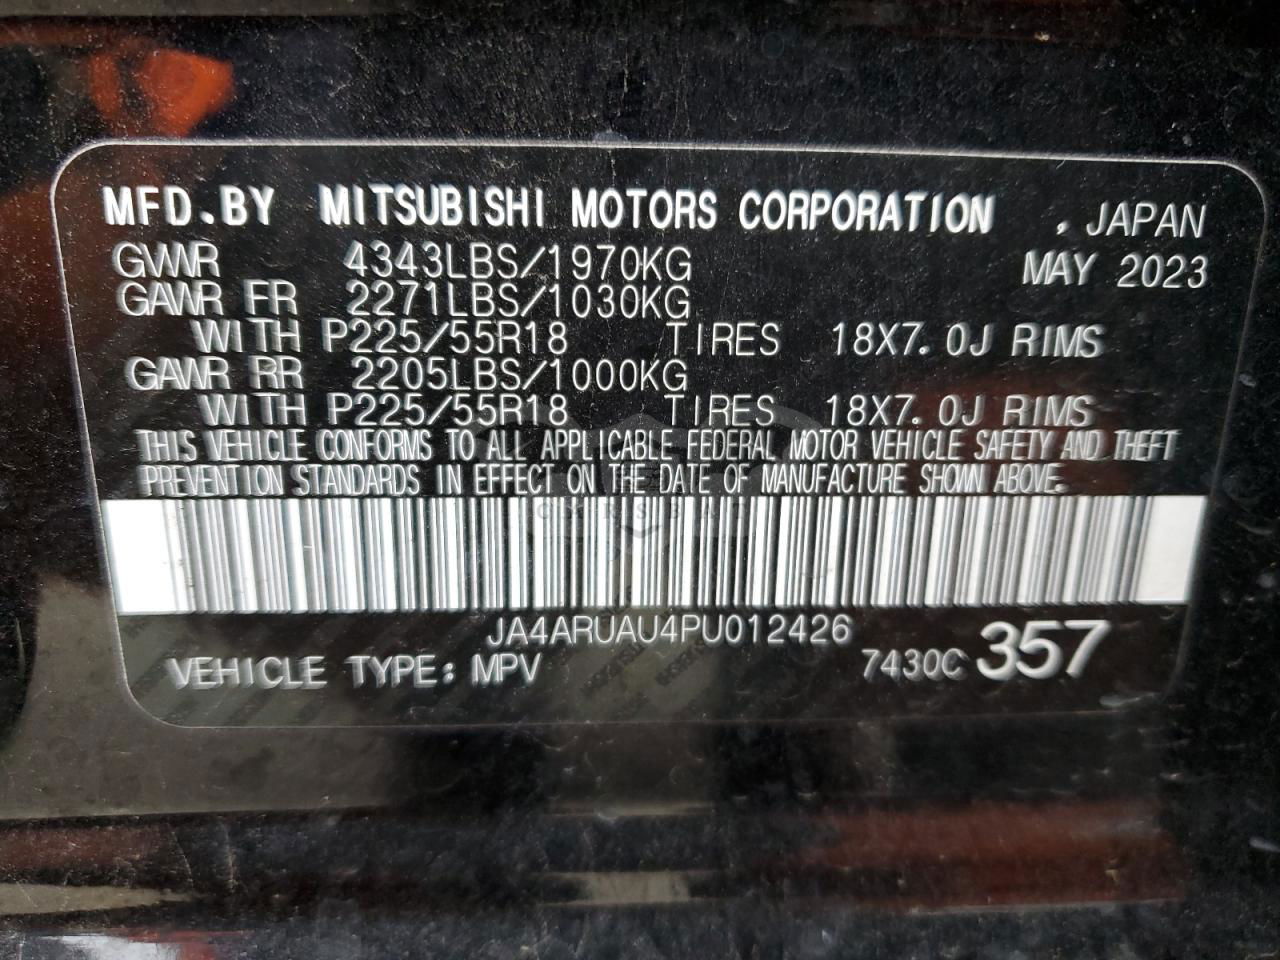 MFD.BY MITSUBISHI MOTORS CORPORATION , JAPAN
GVWR 4343LBS/1970KG MAY 2023
GAWR FR 2271LBS/1030KG
WITH P225/55R18 TIRES 18X7.0J RIMS
GAWR RR 2205LBS/1000KG
WITH P225/55R18 TIRES 18X7.0J RIMS
THIS VEHICLE CONFORMS TO ALL APPLICABLE FEDERAL MOTOR VEHICLE SAFETY AND THEFT
PREVENTION STANDARDS IN EFFECT ON THE DATE OF MANUFACTURE SHOWN ABOVE.
JA4ARUAU4PU012426
VEHICLE TYPE: MPV 7430C 357